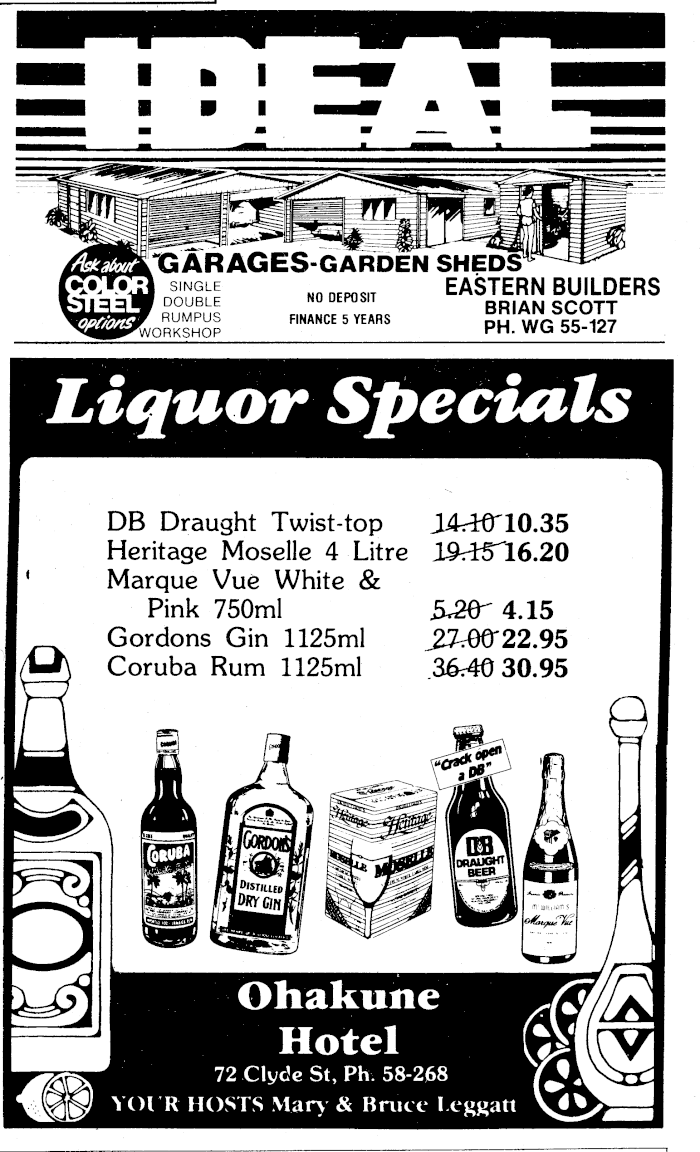 IDEAL
Ask about
COLOR
STEEL
options
GARAGES-GARDEN SHEDS
SINGLE
DOUBLE
RUMPUS
WORKSHOP
NO DEPOSIT
FINANCE 5 YEARS
EASTERN BUILDERS
BRIAN SCOTT
PH. WG 55-127
Liquor Specials
DB Draught Twist-top 14.10 10.35
Heritage Moselle 4 Litre 19.15 16.20
Marque Vue White &
Pink 750ml 5.20 4.15
Gordons Gin 1125ml 27.00 22.95
Coruba Rum 1125ml 36.40 30.95
CORUBA
GORDON'S
DISTILLED
DRY GIN
Heritage
Heritage
MOSELLE
MOSELLE
"Crack open
a DB"
DB
DRAUGHT
BEER
McWILLIAM'S
Marque Vue
Ohakune
Hotel
72 Clyde St, Ph. 58-268
YOUR HOSTS Mary & Bruce Leggatt